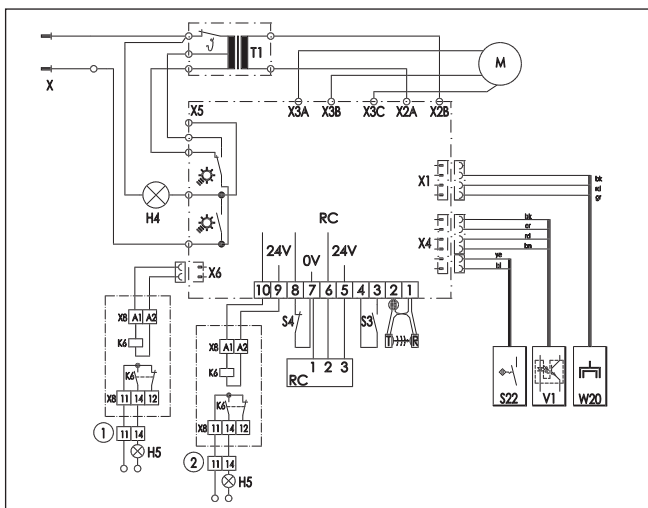 T1
M
X
X5
X3A X3B X3C X2A X2B
X1
bk
rd
gr
H4
RC
X4
bk
gr
rd
bn
ye
bl
24V 24V
0V
X6
10 9 8 7 6 5 4 3 2 1
X8 A1 A2
K6
S4
S3
T R
X8 A1 A2
K6
1 2 3
RC
K6
X8 11 14 12
K6
X8 11 14 12
S22 V1 W20
1 11 14
H5
2 11 14
H5